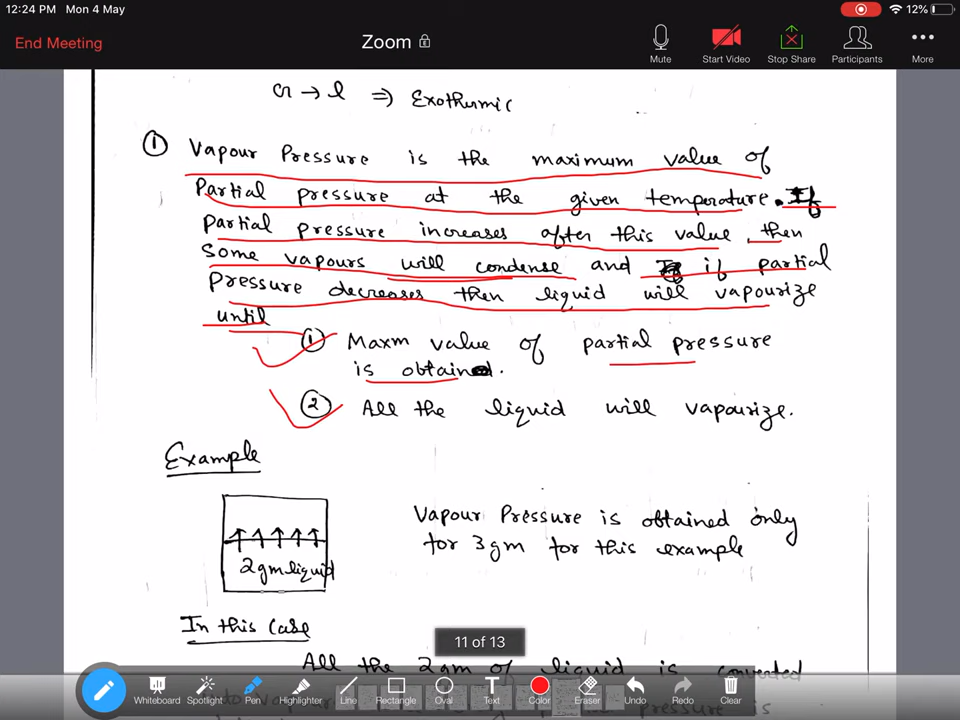 12:24 PM Mon 4 May
12%
End Meeting
Zoom
Mute
Start Video
Stop Share
Participants
More
→ l ⇒ Exothermic
① Vapour Pressure is the maximum value of
Partial pressure at the given temperature. If
Partial pressure increases after this value, then
Some vapours will condense and if partial
Pressure decreases then liquid will vapourize
until
① Maxm value of partial pressure
is obtained.
② All the liquid will vapourize.
Example
2gm liquid
Vapour Pressure is obtained only
for 3gm for this example
In this Case
11 of 13
All the 2gm of liquid is converted
pressure is
Whiteboard
Spotlight
Pen
Highlighter
Line
Rectangle
Oval
Text
Color
Eraser
Undo
Redo
Clear